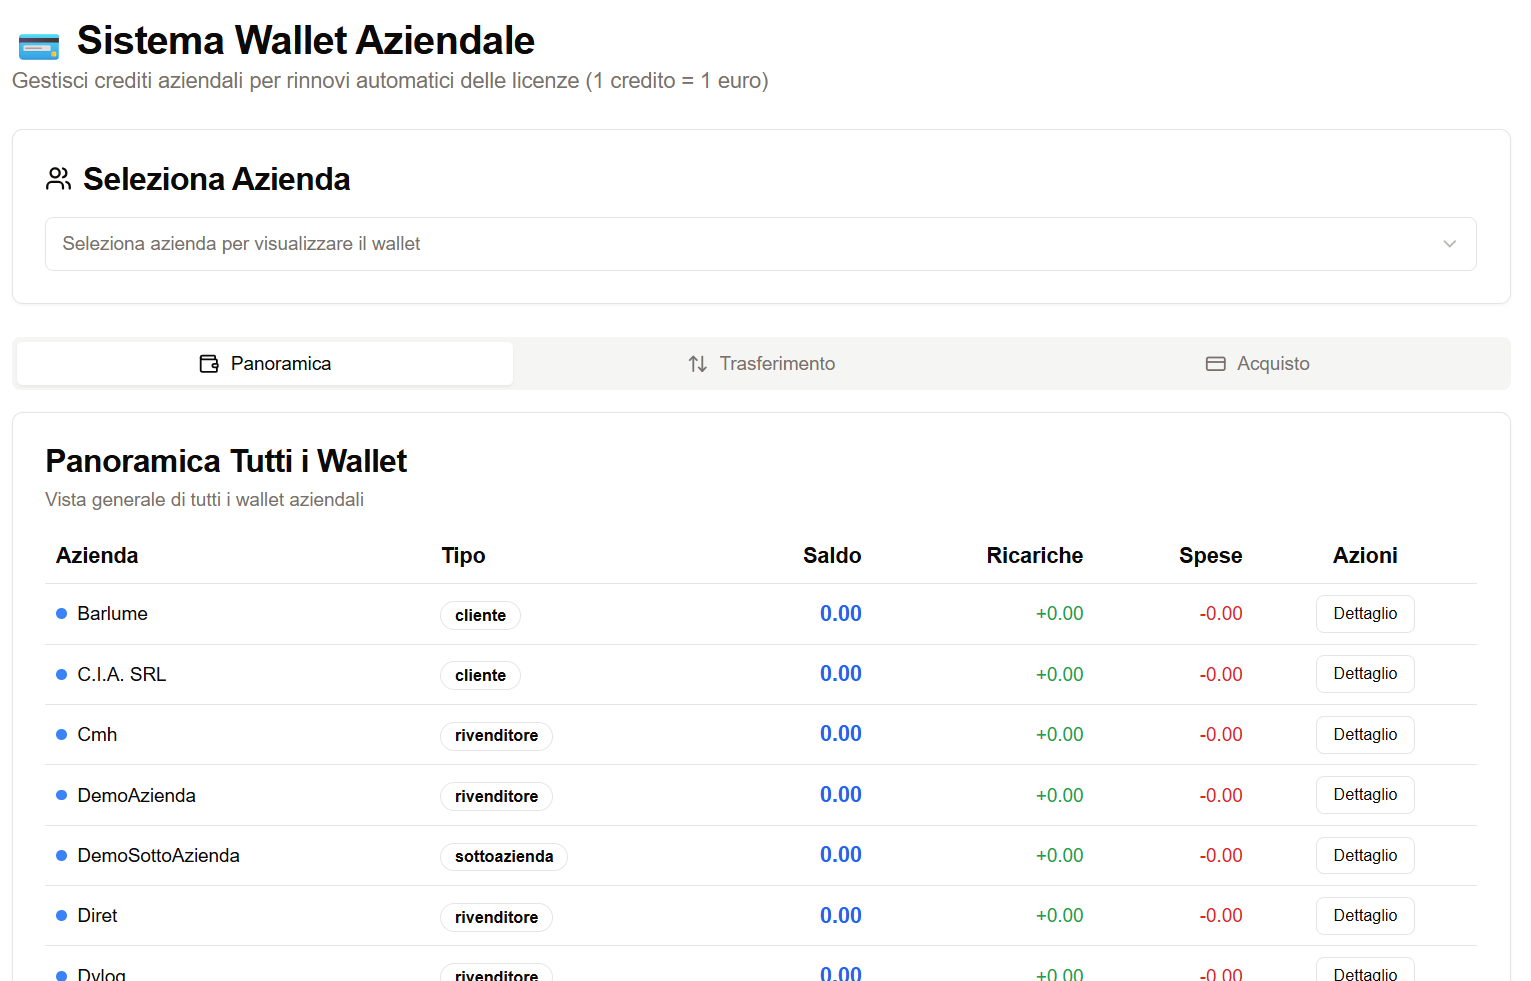 Sistema Wallet Aziendale
Gestisci crediti aziendali per rinnovi automatici delle licenze (1 credito = 1 euro)
Seleziona Azienda
Seleziona azienda per visualizzare il wallet
Panoramica Trasferimento Acquisto
Panoramica Tutti i Wallet
Vista generale di tutti i wallet aziendali
Azienda Tipo Saldo Ricariche Spese Azioni
Barlume cliente 0.00 +0.00 -0.00 Dettaglio
C.I.A. SRL cliente 0.00 +0.00 -0.00 Dettaglio
Cmh rivenditore 0.00 +0.00 -0.00 Dettaglio
DemoAzienda rivenditore 0.00 +0.00 -0.00 Dettaglio
DemoSottoAzienda sottoazienda 0.00 +0.00 -0.00 Dettaglio
Diret rivenditore 0.00 +0.00 -0.00 Dettaglio
Dylog rivenditore 0.00 +0.00 -0.00 Dettaglio